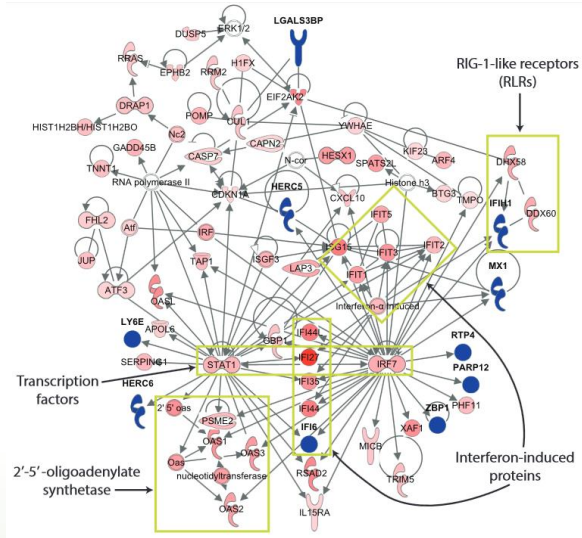 LGALS3BP
DUSP5
ERK1/2
RRAS
EPHB2
RRM2
H1FX
EIF2AK2
RIG-1-like receptors
(RLRs)
DRAP1
POMP
CUL1
YWHAE
HIST1H2BH/HIST1H2BO
Nc2
CAPN2
KIF23
GADD45B
CASP7
N-cor
HESX1
SPATS2L
ARF4
DHX58
TNNT1
RNA polymerase II
CDKN1A
HERC5
CXCL10
Histone h3
BTG3
TMPO
IFIH1
DDX60
FHL2
Atf
IRF
IFIT5
ISG15
IFIT3
IFIT2
JUP
TAP1
ISGF3
LAP3
IFIT1
MX1
ATF3
OASL
Interferon-α Induced
LY6E
APOL6
GBP1
IFI44L
RTP4
SERPING1
STAT1
IFI27
IRF7
PARP12
Transcription
factors
HERC6
IFI35
2' 5' oas
PSME2
IFI44
ZBP1
PHF11
OAS1
IFI6
XAF1
Interferon-induced
proteins
2'-5'-oligoadenylate
synthetase
Oas
OAS3
MICB
nucleotidyltransferase
RSAD2
TRIM5
OAS2
IL15RA